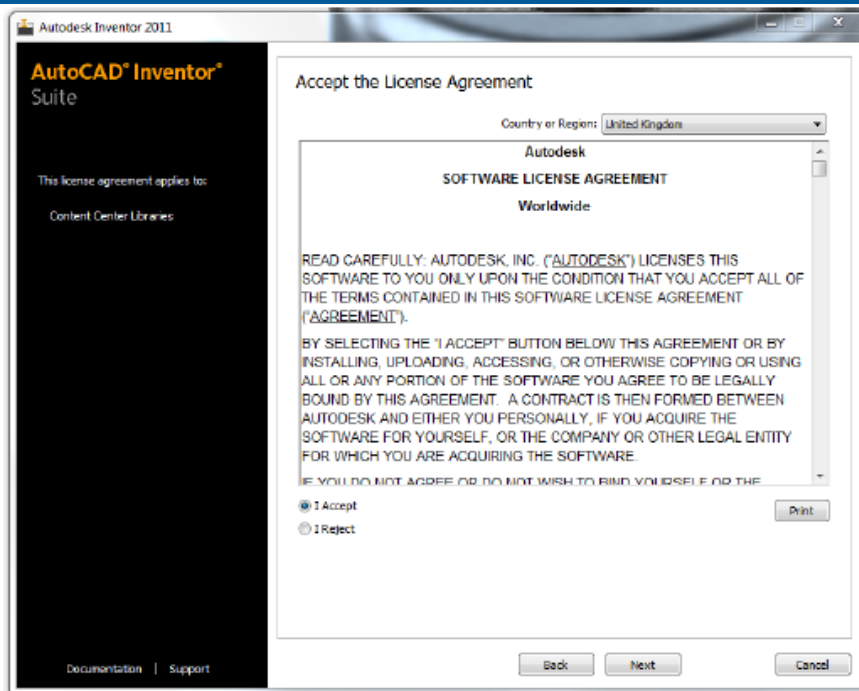 Autodesk Inventor 2011
AutoCAD® Inventor®
Suite
This license agreement applies to:
Content Center Libraries
Documentation | Support
Accept the License Agreement
Country or Region: United Kingdom
Autodesk
SOFTWARE LICENSE AGREEMENT
Worldwide
READ CAREFULLY: AUTODESK, INC. ("AUTODESK") LICENSES THIS
SOFTWARE TO YOU ONLY UPON THE CONDITION THAT YOU ACCEPT ALL OF
THE TERMS CONTAINED IN THIS SOFTWARE LICENSE AGREEMENT
("AGREEMENT").
BY SELECTING THE "I ACCEPT" BUTTON BELOW THIS AGREEMENT OR BY
INSTALLING, UPLOADING, ACCESSING, OR OTHERWISE COPYING OR USING
ALL OR ANY PORTION OF THE SOFTWARE YOU AGREE TO BE LEGALLY
BOUND BY THIS AGREEMENT. A CONTRACT IS THEN FORMED BETWEEN
AUTODESK AND EITHER YOU PERSONALLY, IF YOU ACQUIRE THE
SOFTWARE FOR YOURSELF, OR THE COMPANY OR OTHER LEGAL ENTITY
FOR WHICH YOU ARE ACQUIRING THE SOFTWARE.
IF YOU DO NOT AGREE OR DO NOT WISH TO BIND YOURSELF OR THE
I Accept
Print
I Reject
Back Next Cancel